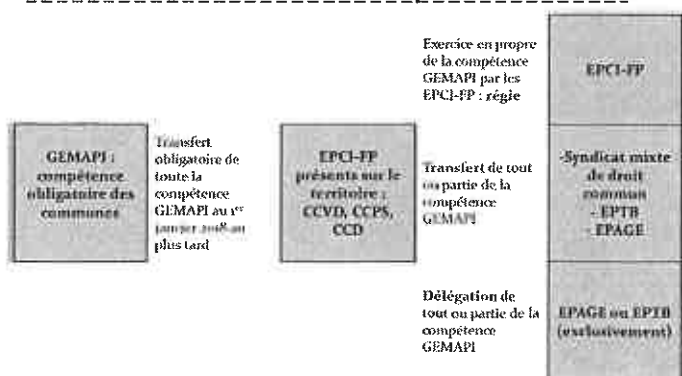 GEMAPI :
compétence
obligatoire des
communes
Transfert
obligatoire de
toute la
compétence
GEMAPI au 1er
janvier 2018 au
plus tard
EPCI-FP
présents sur le
territoire :
CCVD, CCPS,
CCD
Exercice en propre
de la compétence
GEMAPI par les
EPCI-FP : régie
EPCI-FP
Transfert de tout
ou partie de la
compétence
GEMAPI
-Syndicat mixte
de droit
commun
- EPTB
- EPAGE
Délégation de
tout ou partie de la
compétence
GEMAPI
EPAGE ou EPTB
(exclusivement)